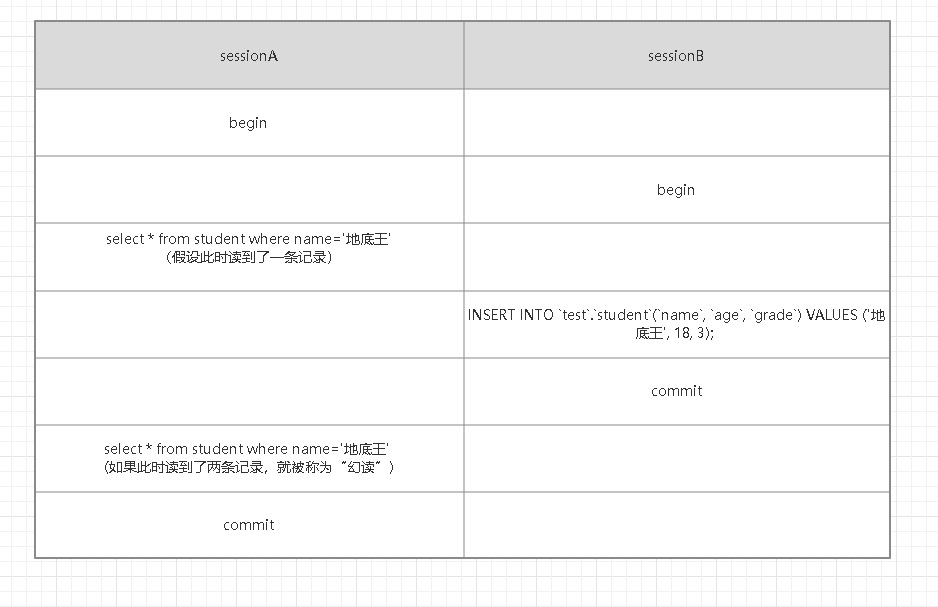 sessionA
sessionB
begin
begin
select * from student where name='地底王'
（假设此时读到了一条记录）
INSERT INTO `test`.`student`(`name`, `age`, `grade`) VALUES ('地
底王', 18, 3);
commit
select * from student where name='地底王'
（如果此时读到了两条记录，就被称为“幻读”）
commit